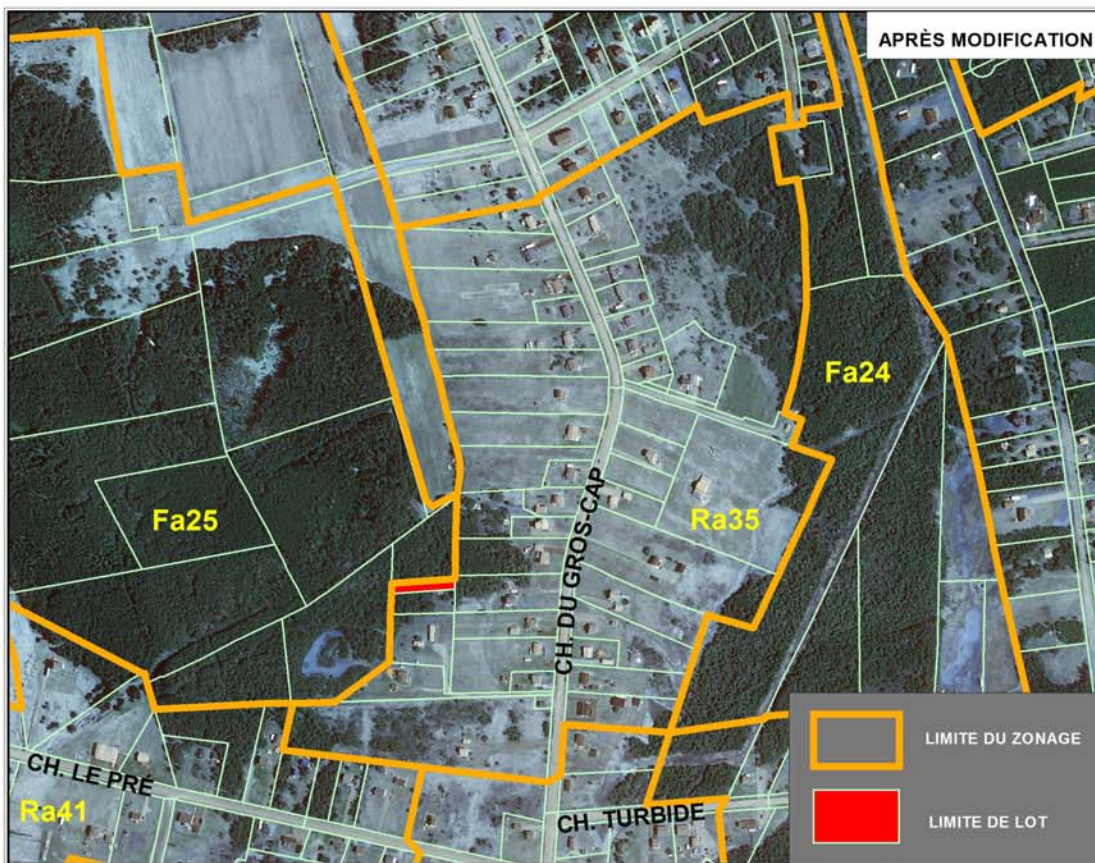 APRÈS MODIFICATION
Fa24
Fa25
Ra35
CH. DU GROS-CAP
CH. LE PRÉ
Ra41
CH. TURBIDE
LIMITE DU ZONAGE
LIMITE DE LOT